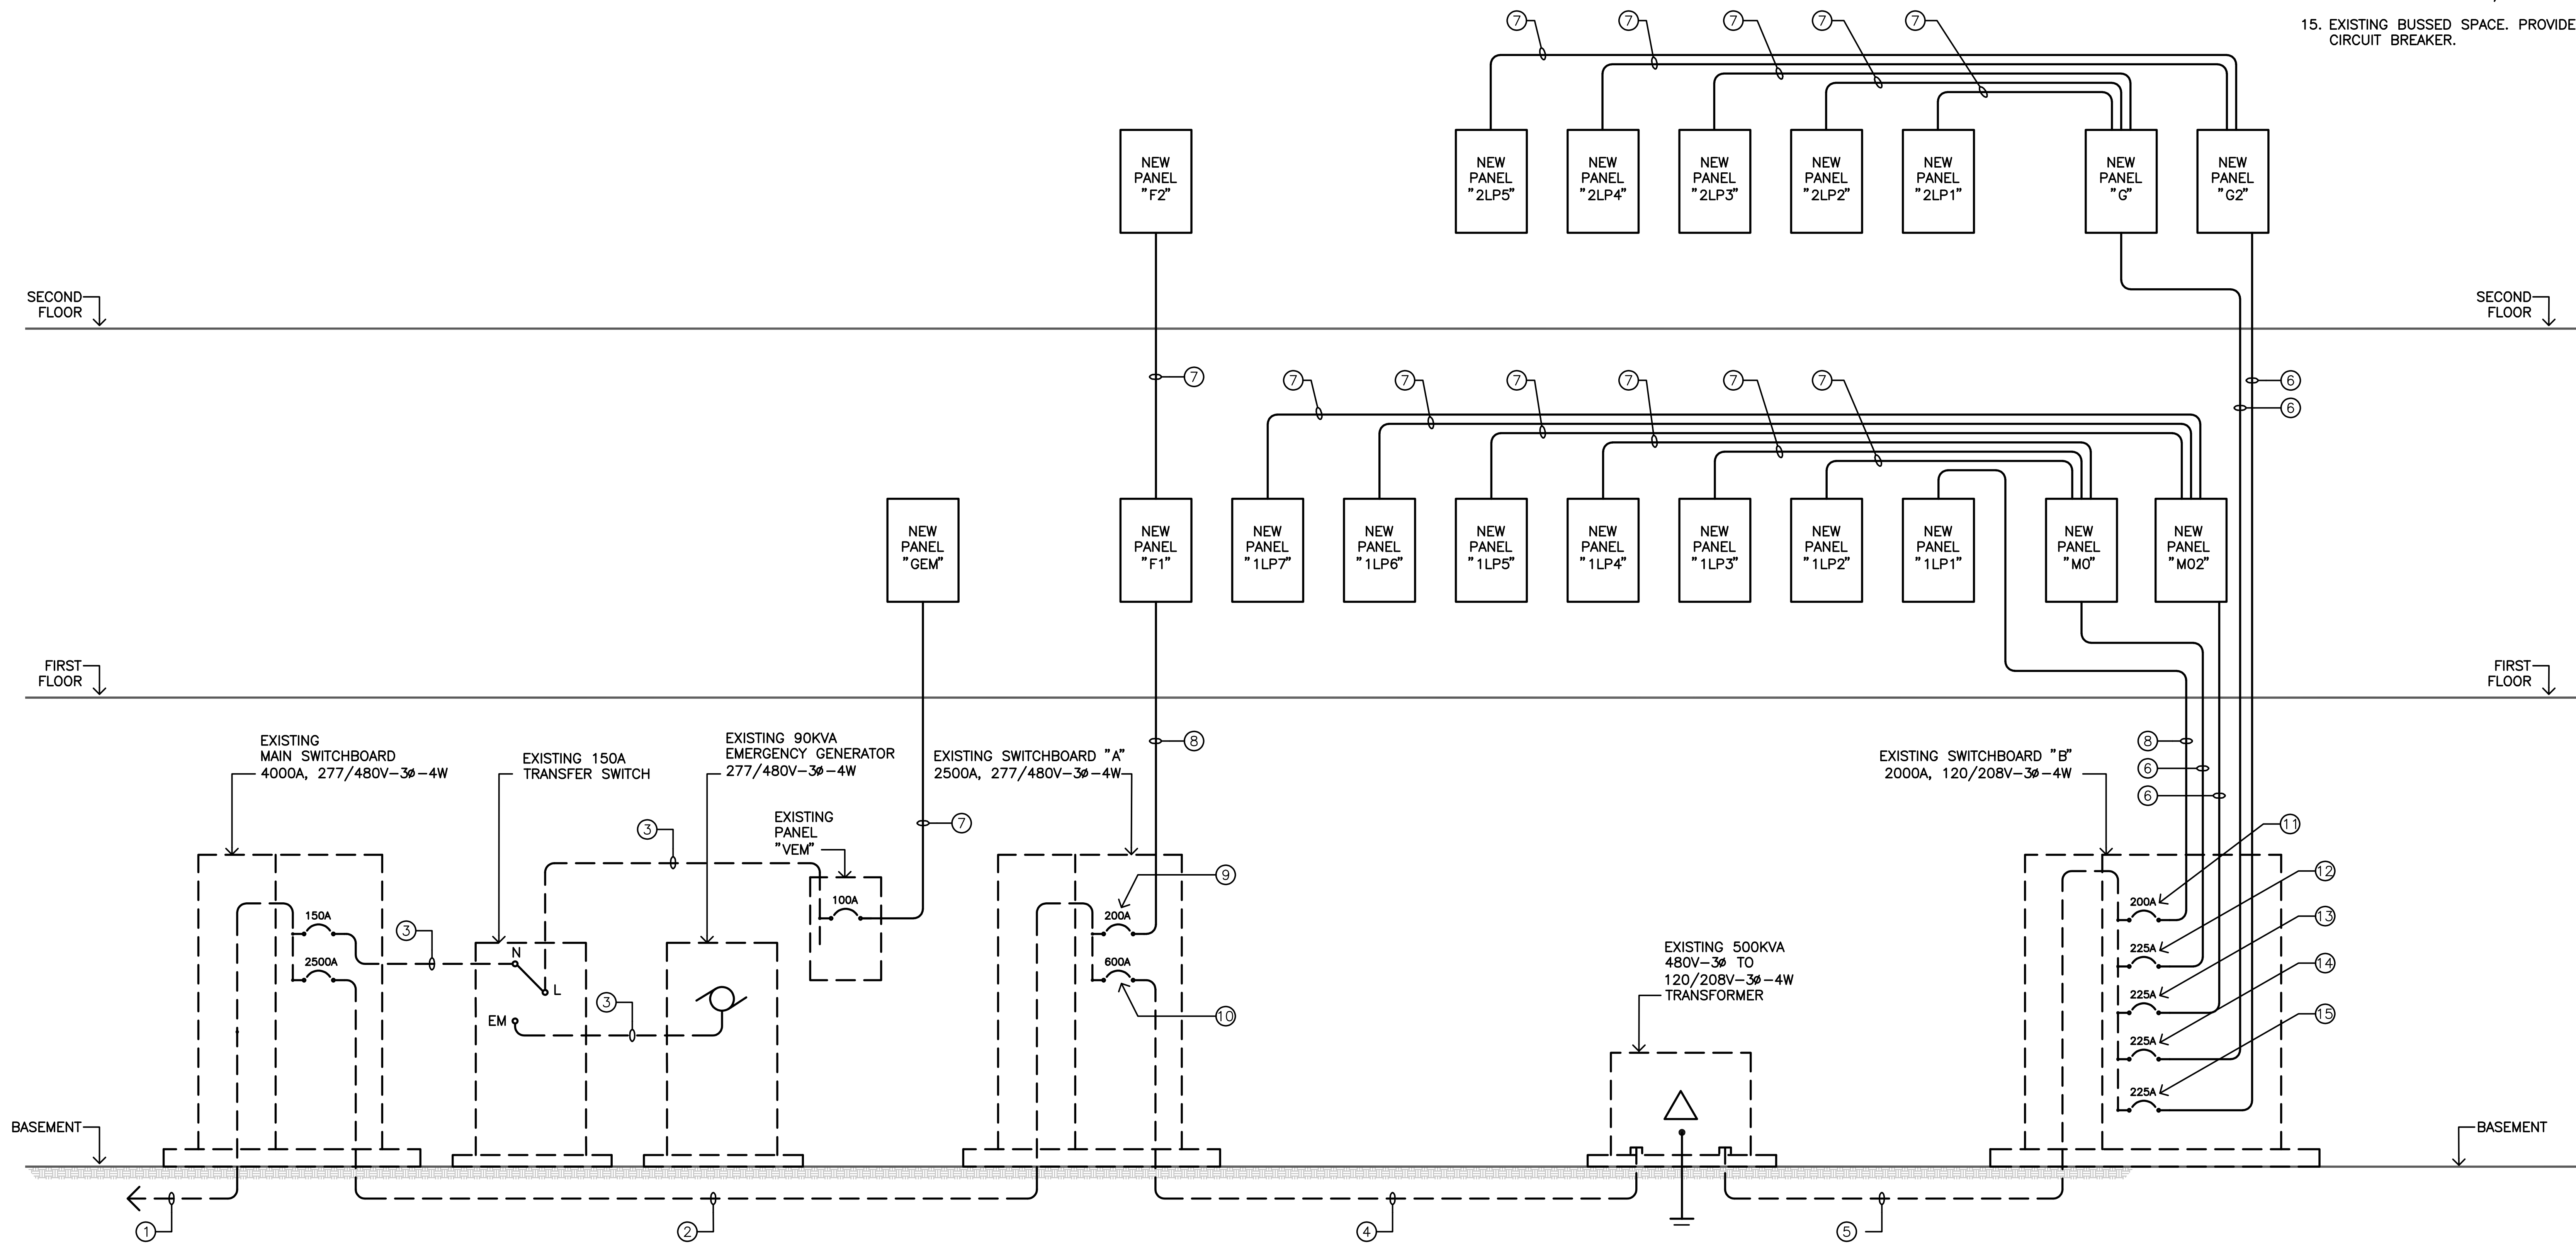 15. EXISTING BUSSED SPACE. PROVIDE
CIRCUIT BREAKER.
7
7
7
7
7
NEW
PANEL
"F2"
NEW
PANEL
"2LP5"
NEW
PANEL
"2LP4"
NEW
PANEL
"2LP3"
NEW
PANEL
"2LP2"
NEW
PANEL
"2LP1"
NEW
PANEL
"G"
NEW
PANEL
"G2"
SECOND
FLOOR
SECOND
FLOOR
7
7
7
7
7
7
7
6
6
NEW
PANEL
"GEM"
NEW
PANEL
"F1"
NEW
PANEL
"1LP7"
NEW
PANEL
"1LP6"
NEW
PANEL
"1LP5"
NEW
PANEL
"1LP4"
NEW
PANEL
"1LP3"
NEW
PANEL
"1LP2"
NEW
PANEL
"1LP1"
NEW
PANEL
"M0"
NEW
PANEL
"M02"
FIRST
FLOOR
FIRST
FLOOR
EXISTING
MAIN SWITCHBOARD
4000A, 277/480V-3ø-4W
EXISTING 150A
TRANSFER SWITCH
EXISTING 90KVA
EMERGENCY GENERATOR
277/480V-3ø-4W
EXISTING SWITCHBOARD "A"
2500A, 277/480V-3ø-4W
8
EXISTING SWITCHBOARD "B"
2000A, 120/208V-3ø-4W
8
6
6
EXISTING
PANEL
"VEM"
3
7
100A
9
11
12
13
14
15
150A
2500A
3
N
L
EM
3
200A
600A
10
EXISTING 500KVA
480V-3ø TO
120/208V-3ø-4W
TRANSFORMER
200A
225A
225A
225A
225A
BASEMENT
BASEMENT
1
2
4
5